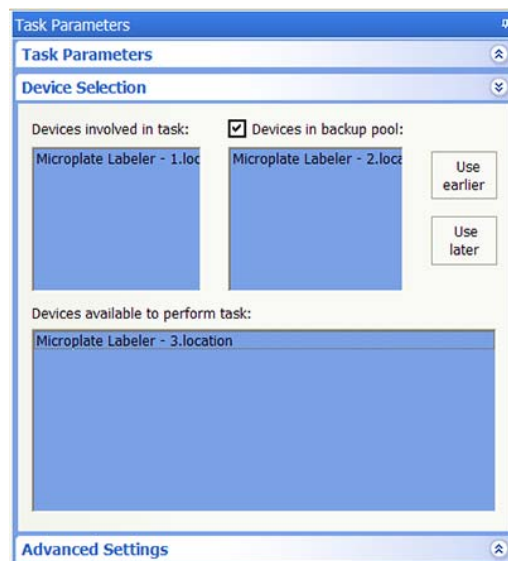 Task Parameters
Task Parameters
Device Selection
Devices involved in task:
Devices in backup pool:
Microplate Labeler - 1.loc
Microplate Labeler - 2.loca
Use
earlier
Use
later
Devices available to perform task:
Microplate Labeler - 3.location
Advanced Settings